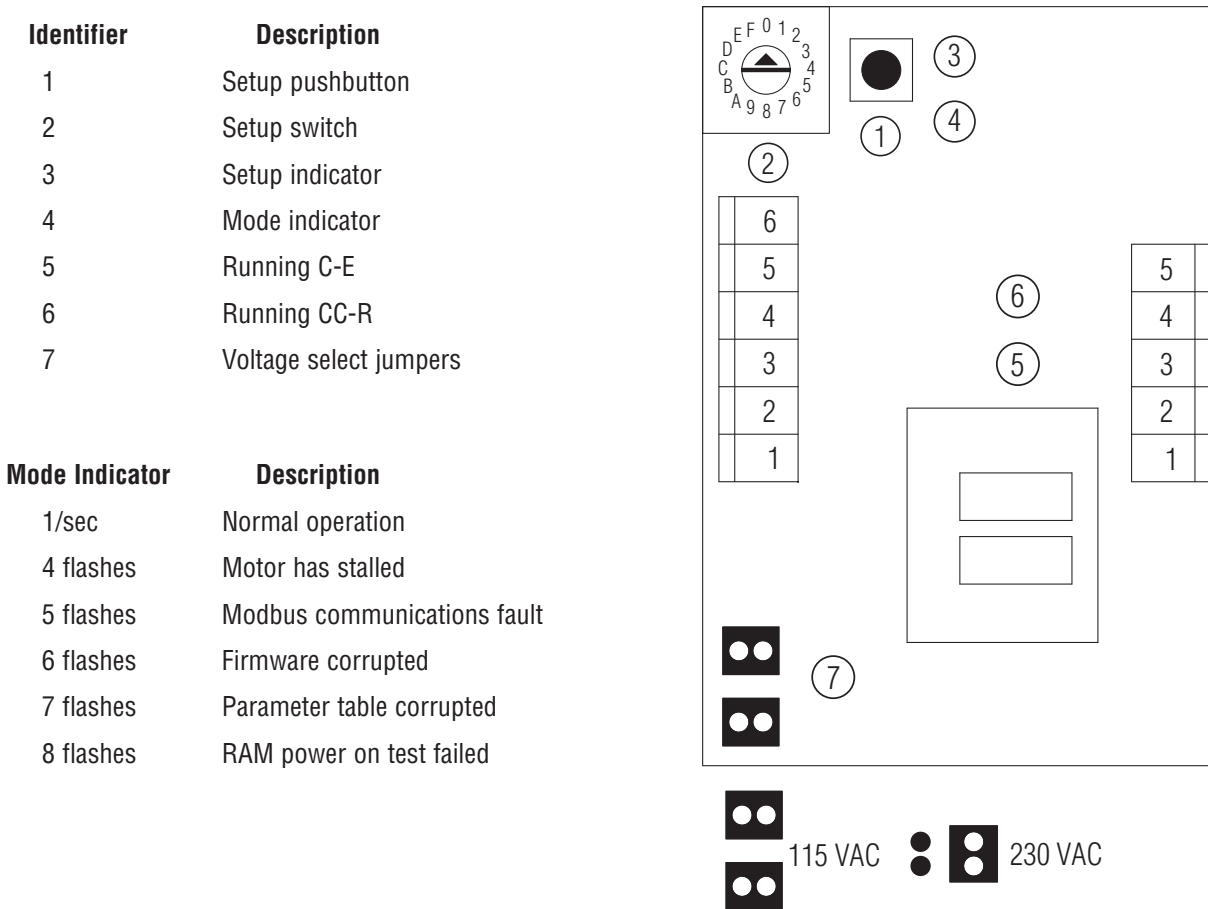 Identifier Description
1 Setup pushbutton
2 Setup switch
3 Setup indicator
4 Mode indicator
5 Running C-E
6 Running CC-R
7 Voltage select jumpers
Mode Indicator Description
1/sec Normal operation
4 flashes Motor has stalled
5 flashes Modbus communications fault
6 flashes Firmware corrupted
7 flashes Parameter table corrupted
8 flashes RAM power on test failed
0 1 2 3 4 5 6 7 8 9 A B C D E F
3
4
1
2
6
5
4
3
2
1
6
5
5
4
3
2
1
7
115 VAC 230 VAC